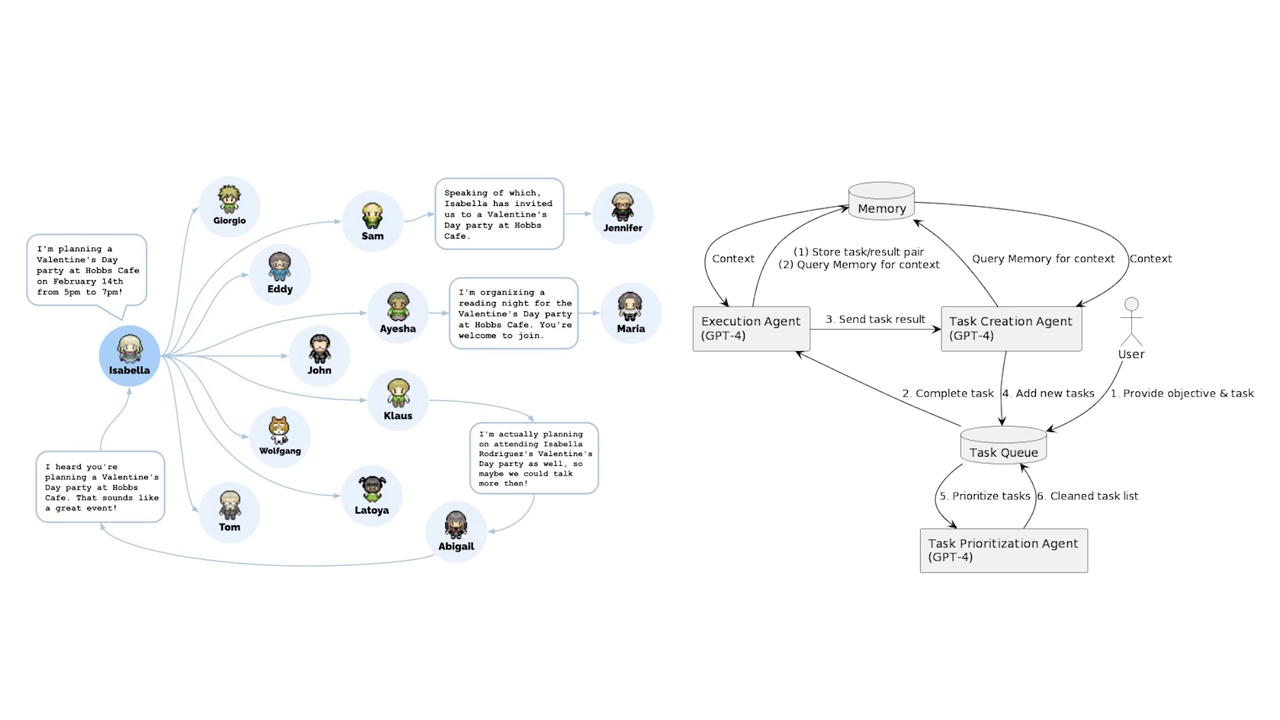 I'm planning a
Valentine's Day
party at Hobbs Cafe
on February 14th
from 5pm to 7pm!
Isabella
I heard you're
planning a Valentine's
Day party at Hobbs
Cafe. That sounds like
a great event!
Giorgio
Sam
Speaking of which,
Isabella has invited
us to a Valentine's
Day party at Hobbs
Cafe.
Jennifer
Eddy
Ayesha
I'm organizing a
reading night for the
Valentine's Day party
at Hobbs Cafe. You're
welcome to join.
Maria
John
Klaus
I'm actually planning
on attending Isabella
Rodriguez's Valentine's
Day party as well, so
maybe we could talk
more then!
Wolfgang
Latoya
Tom
Abigail
Memory
Context
(1) Store task/result pair
(2) Query Memory for context
Query Memory for context
Context
Execution Agent
(GPT-4)
3. Send task result
Task Creation Agent
(GPT-4)
User
2. Complete task
4. Add new tasks
1. Provide objective & task
Task Queue
5. Prioritize tasks
6. Cleaned task list
Task Prioritization Agent
(GPT-4)